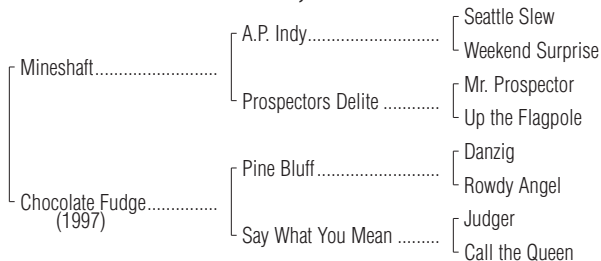 Seattle Slew
A.P. Indy............................
Weekend Surprise
Mineshaft..........................
Mr. Prospector
Prospectors Delite ............
Up the Flagpole
Danzig
Pine Bluff..........................
Rowdy Angel
Chocolate Fudge...............
(1997)
Judger
Say What You Mean .........
Call the Queen